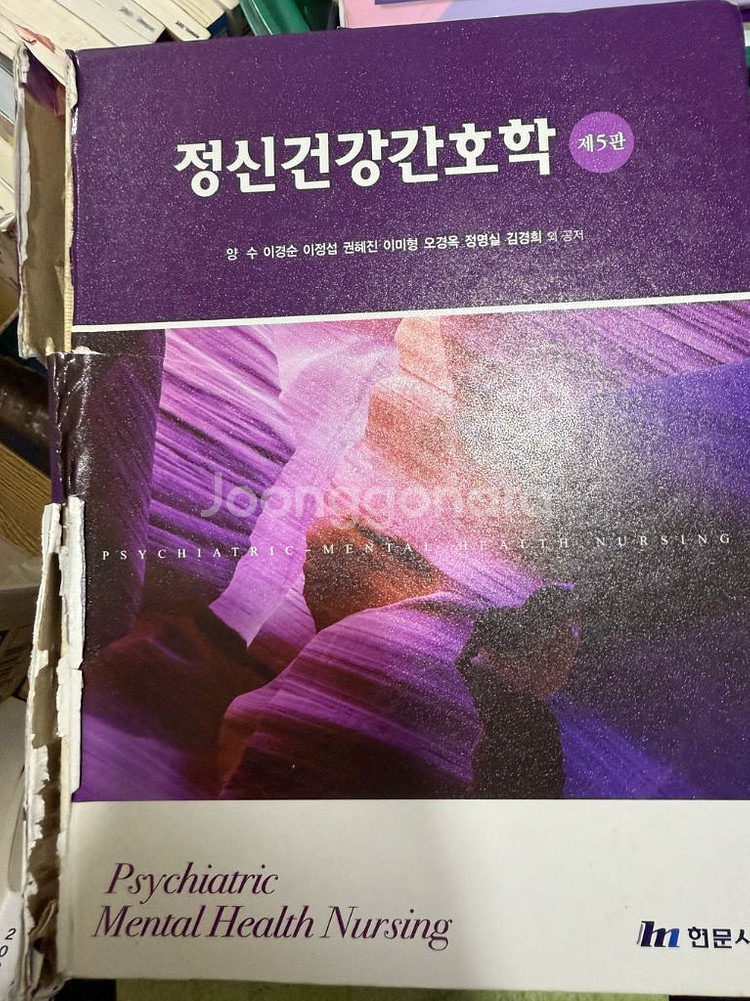 정신건강간호학 제5판
양 수 이경순 이정섭 권혜진 이미형 오경옥 정명실 김경희 외 공저
Joonggonara
PSYCHIATRIC-MENTAL HEALTH NURSING
Psychiatric
Mental Health Nursing
hm 현문사